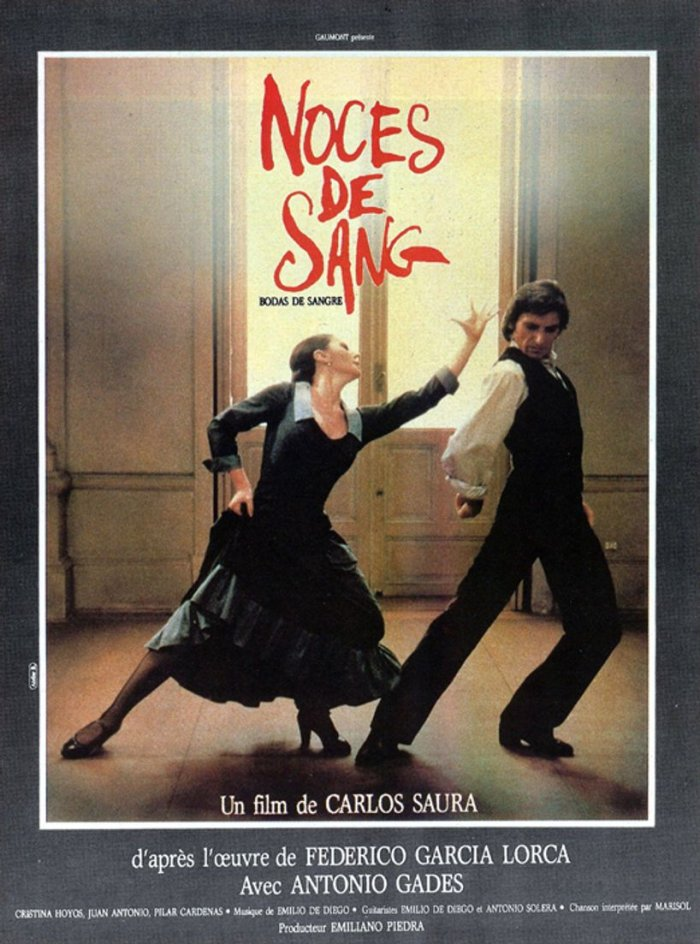 GAUMONT présente
NOCES
DE
SANG
BODAS DE SANGRE
Un film de CARLOS SAURA
d'après l'œuvre de FEDERICO GARCIA LORCA
Avec ANTONIO GADES
CRISTINA HOYOS, JUAN ANTONIO, PILAR CARDENAS • Musique de EMILIO DE DIEGO • Guitaristes EMILIO DE DIEGO et ANTONIO SOLERA • Chanson interprétée par MARISOL
Producteur EMILIANO PIEDRA